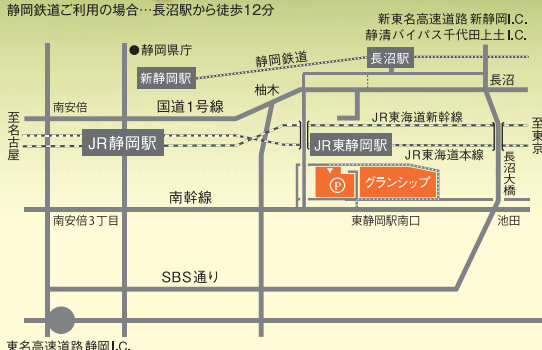 静岡鉄道ご利用の場合…長沼駅から徒歩12分
新東名高速道路 新静岡I.C.
静清バイパス千代田上土I.C.
●静岡県庁
静岡鉄道
長沼駅
新静岡駅
柚木
長沼
南安倍
国道1号線
JR東海道新幹線
至名古屋
至東京
JR静岡駅
JR東静岡駅
JR東海道本線
長沼大橋
P
グランシップ
南幹線
南安倍3丁目
東静岡駅南口
池田
SBS通り
東名高速道路 静岡I.C.